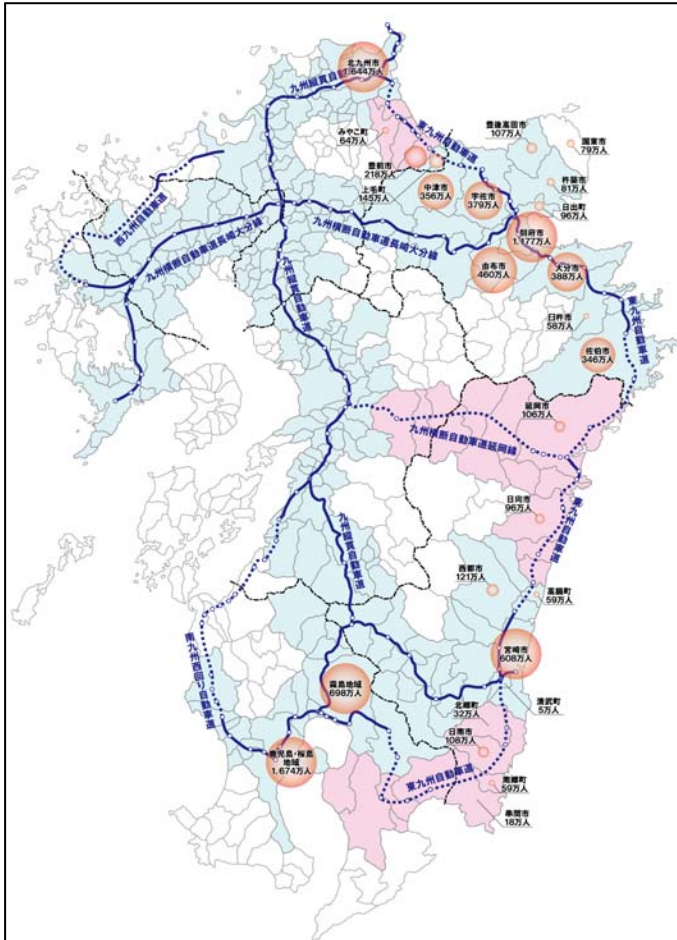 北九州市
1,644万人
九州縦貫自動車道
東九州自動車道
みやこ町
64万人
豊前市
218万人
上毛町
145万人
中津市
356万人
宇佐市
379万人
豊後高田市
107万人
国東市
79万人
杵築市
81万人
日出町
96万人
別府市
1,177万人
由布市
460万人
大分市
388万人
西九州自動車道
九州横断自動車道長崎大分線
九州横断自動車道長崎大分線
九州縦貫自動車道
臼杵市
58万人
東九州自動車道
佐伯市
346万人
延岡市
106万人
九州横断自動車道延岡線
日向市
96万人
東九州自動車道
九州縦貫自動車道
西都市
121万人
高鍋町
59万人
宮崎市
608万人
南九州西回り自動車道
霧島地域
698万人
北郷町
32万人
清武町
5万人
日南市
108万人
鹿児島・桜島
地域
1,674万人
東九州自動車道
南郷町
59万人
串間市
18万人